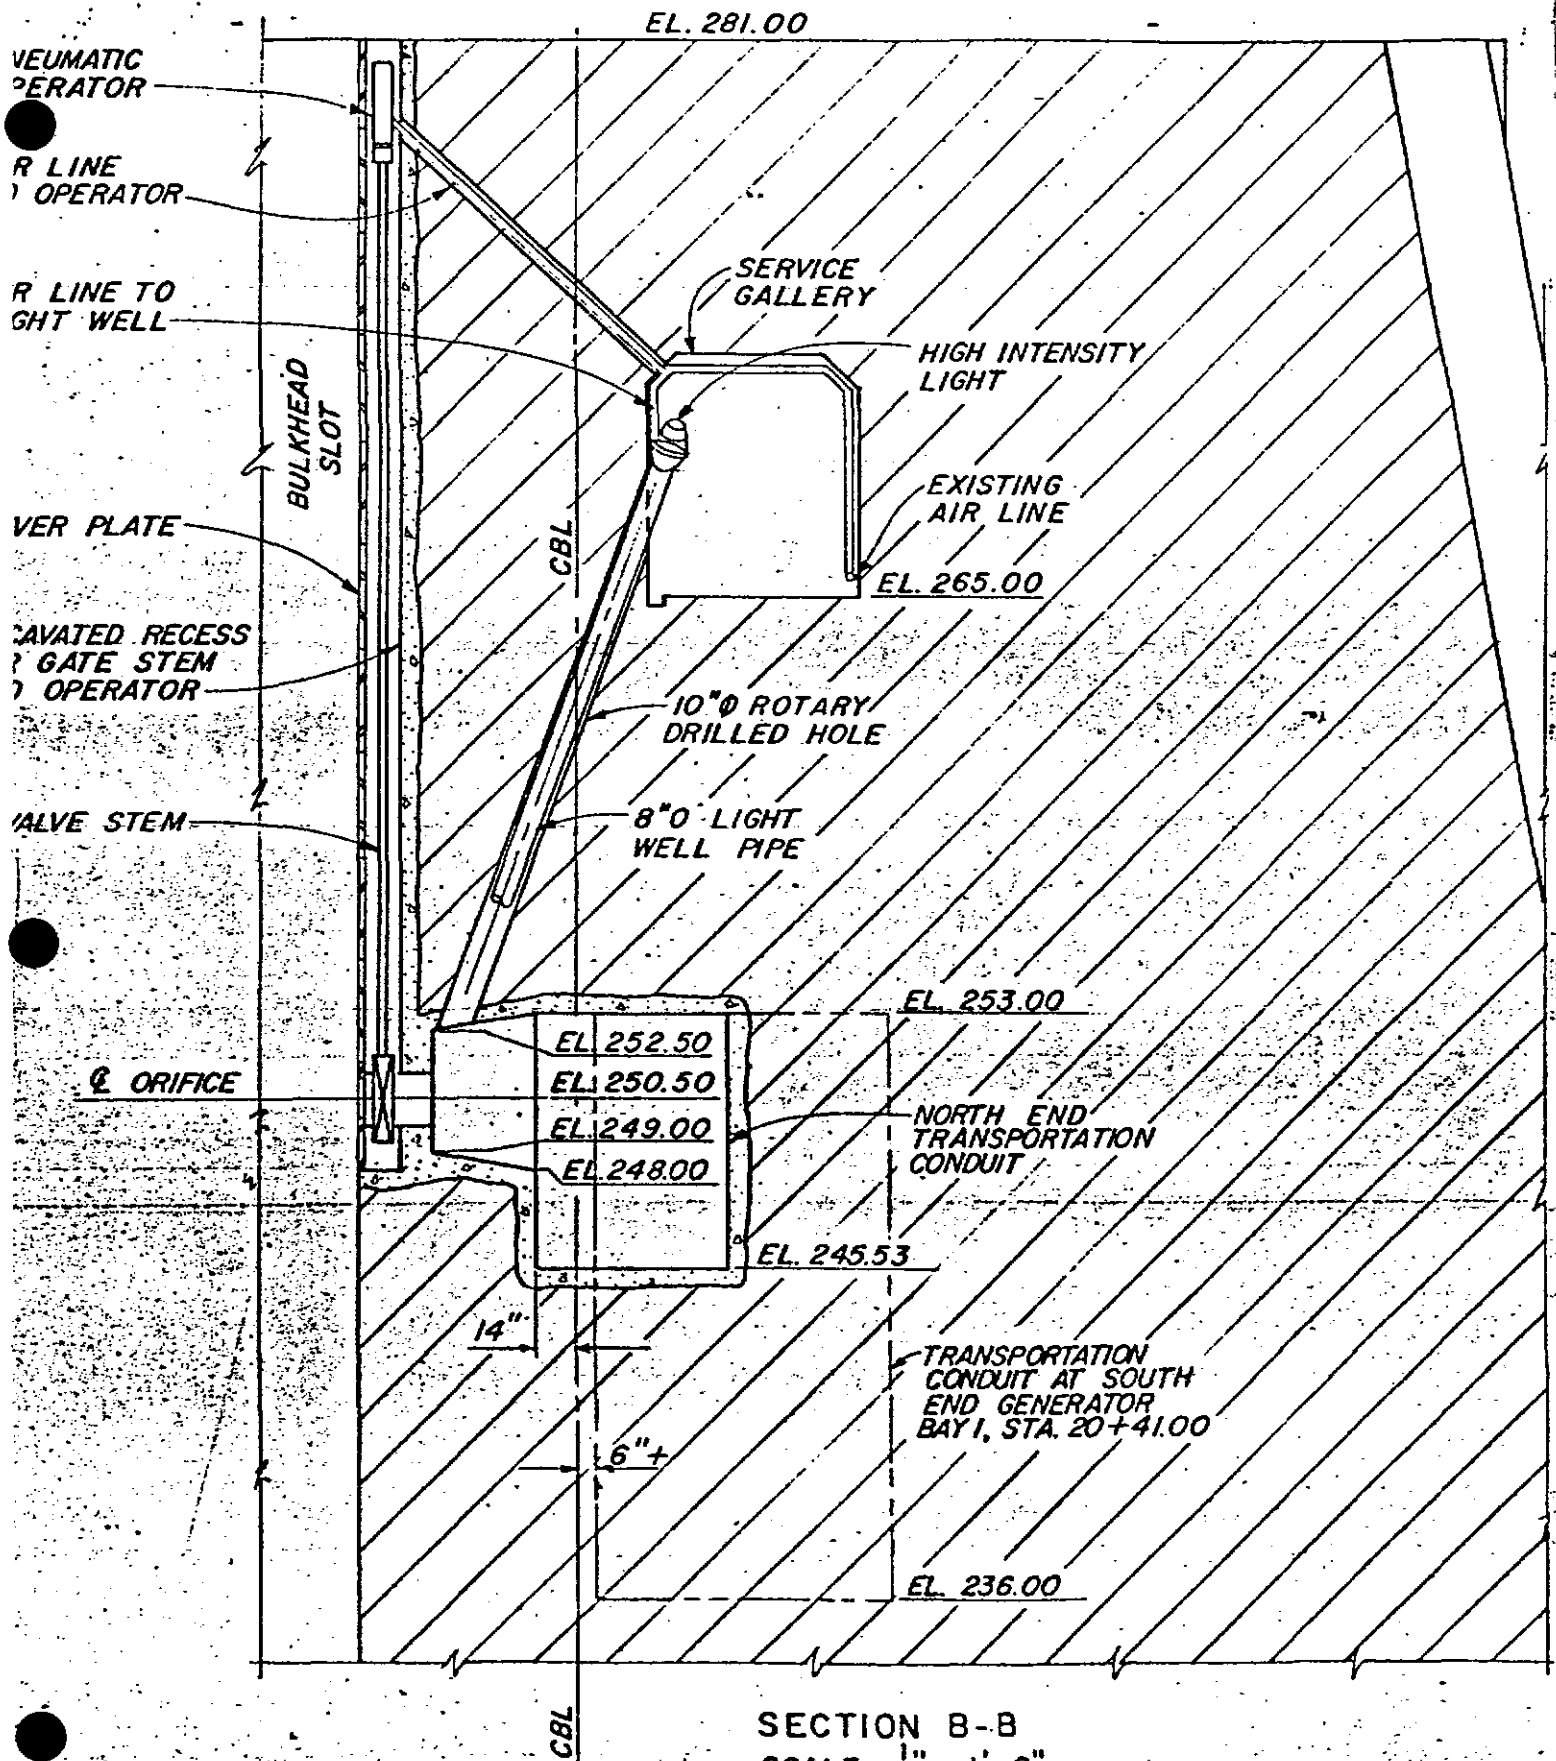 EL. 281.00
NEUMATIC
PERATOR
R LINE
OPERATOR
R LINE TO
GHT WELL
SERVICE
GALLERY
HIGH INTENSITY
LIGHT
BULKHEAD
SLOT
EXISTING
AIR LINE
VER PLATE
CBL
EL. 265.00
CAVATED RECESS
R GATE STEM
OPERATOR
10"Φ ROTARY
DRILLED HOLE
VALVE STEM
8"O LIGHT
WELL PIPE
EL. 253.00
EL. 252.50
℄ ORIFICE
EL. 250.50
EL. 249.00
EL. 248.00
NORTH END
TRANSPORTATION
CONDUIT
EL. 245.53
14"
TRANSPORTATION
CONDUIT AT SOUTH
END GENERATOR
BAY 1, STA. 20+41.00
6"+
EL. 236.00
CBL
SECTION B-B